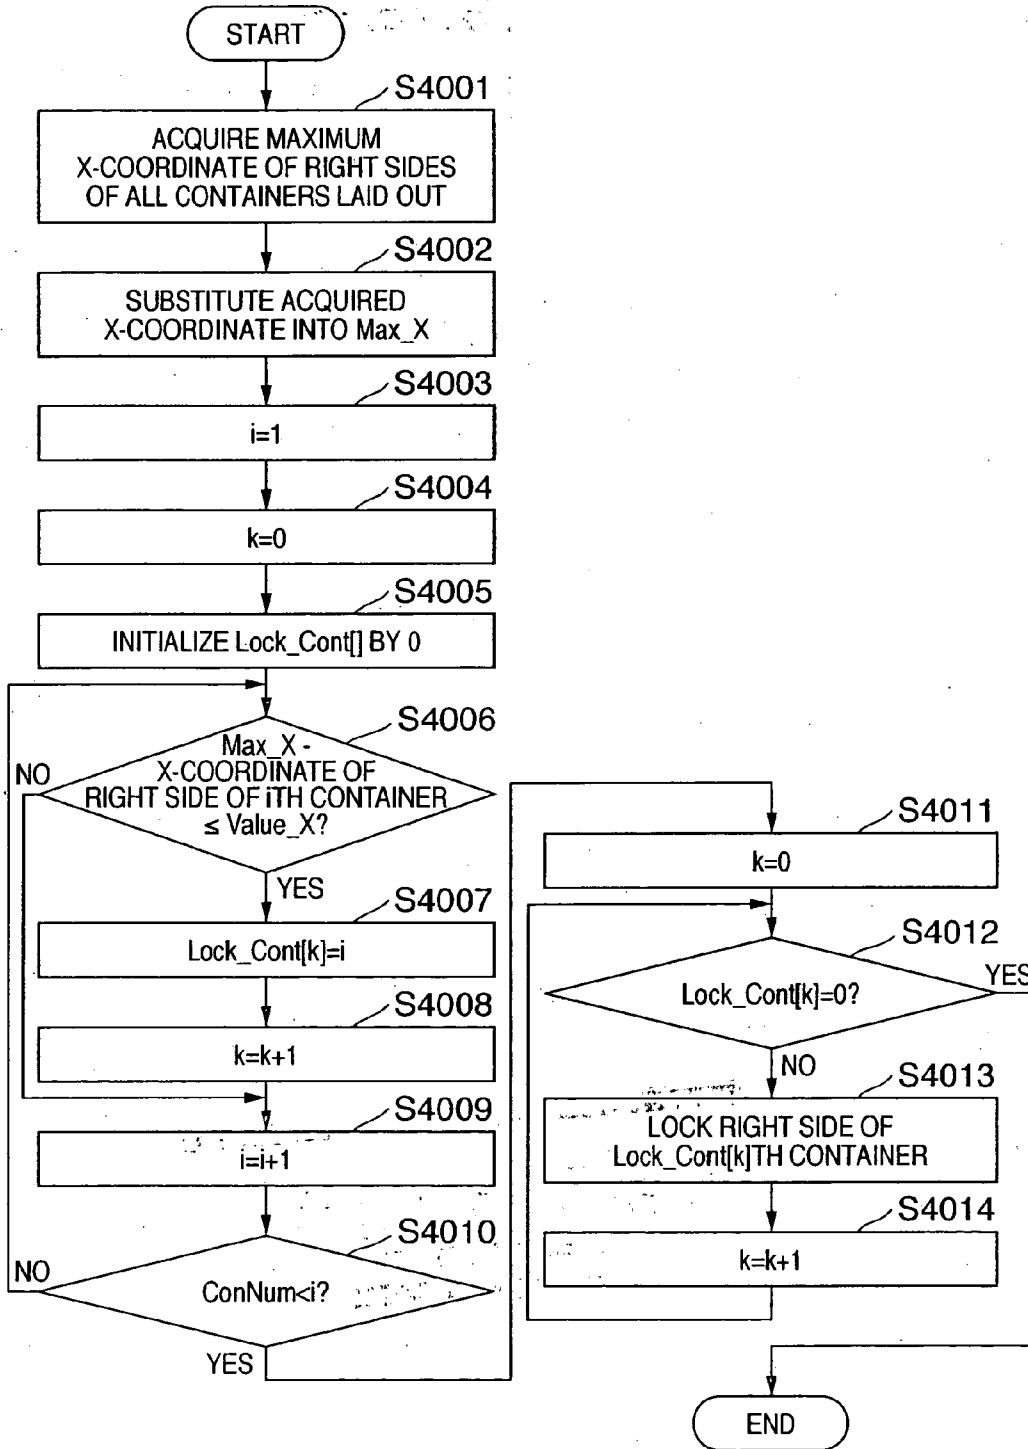 START
S4001
ACQUIRE MAXIMUM
X-COORDINATE OF RIGHT SIDES
OF ALL CONTAINERS LAID OUT
S4002
SUBSTITUTE ACQUIRED
X-COORDINATE INTO Max_X
S4003
i=1
S4004
k=0
S4005
INITIALIZE Lock_Cont[] BY 0
S4006
Max_X -
X-COORDINATE OF
RIGHT SIDE OF iTH CONTAINER
≤ Value_X?
NO
YES
S4007
Lock_Cont[k]=i
S4008
k=k+1
S4009
i=i+1
S4010
ConNum<i?
NO
YES
S4011
k=0
S4012
Lock_Cont[k]=0?
YES
NO
S4013
LOCK RIGHT SIDE OF
Lock_Cont[k]TH CONTAINER
S4014
k=k+1
END